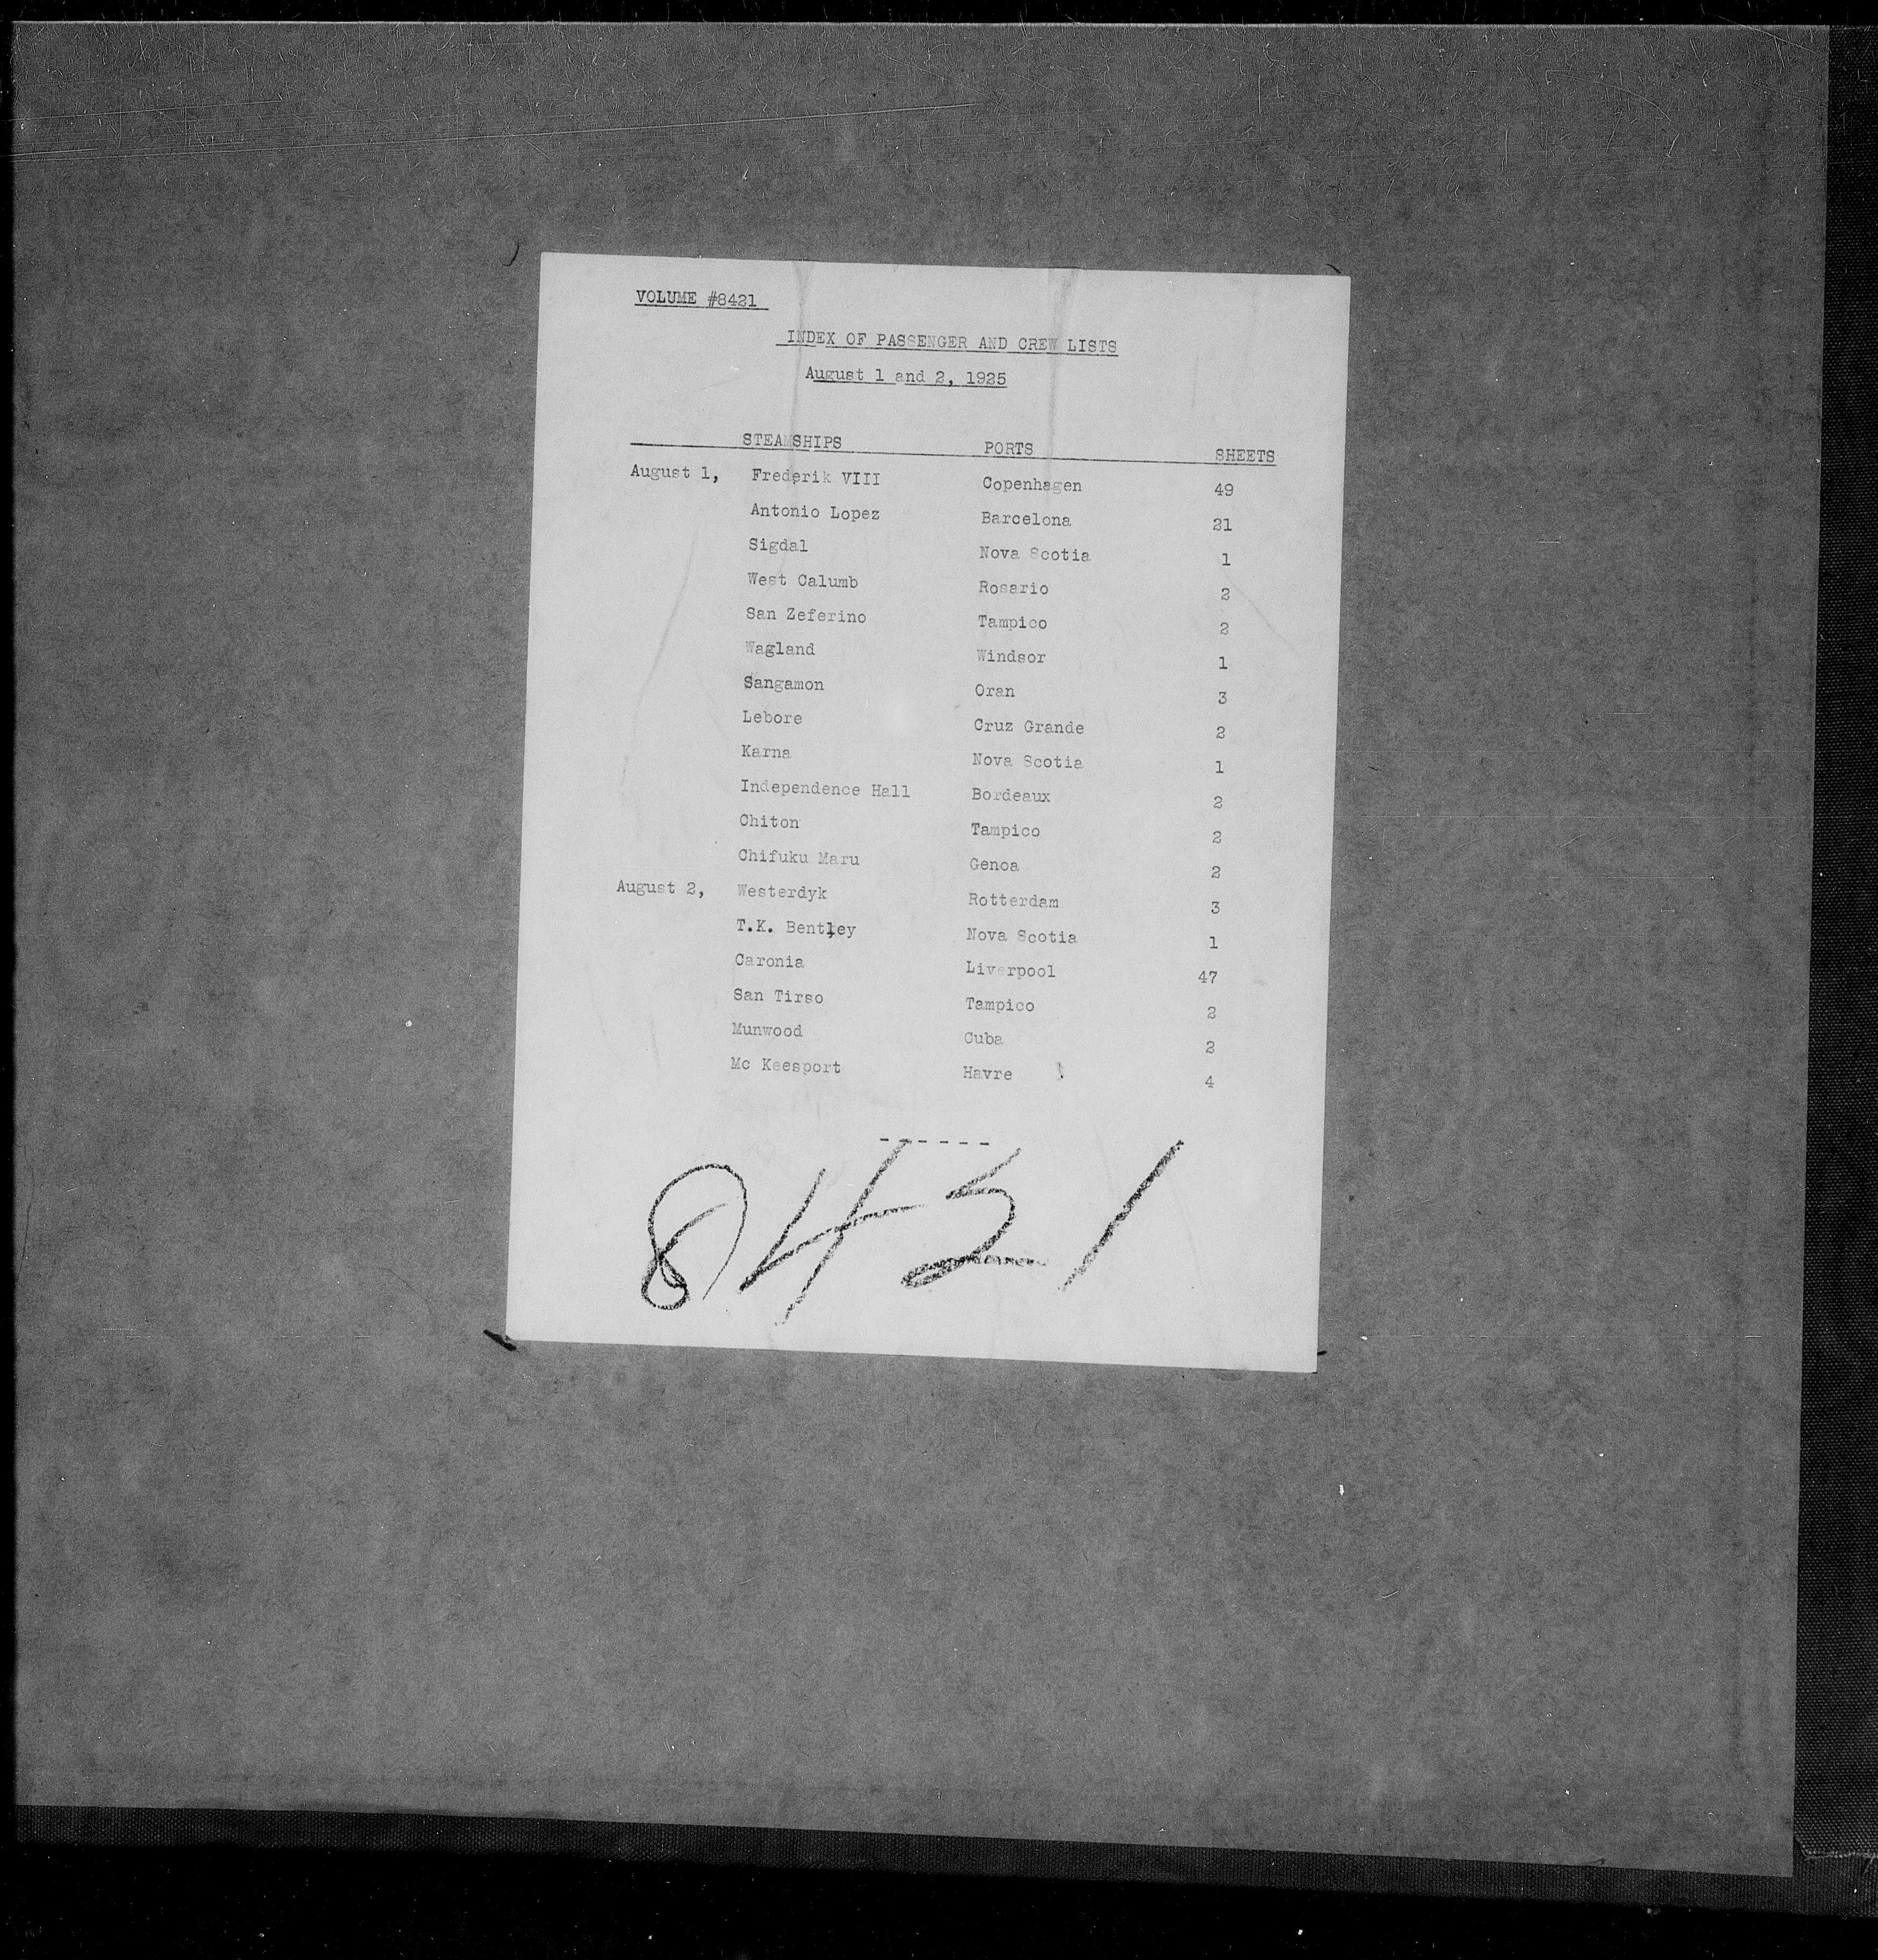 VOLUME #8421
INDEX OF PASSENGER AND CREW LISTS
August 1 and 2, 1925
STEAMSHIPS PORTS SHEETS
August 1, Frederik VIII Copenhagen 49
Antonio Lopez Barcelona 21
Sigdal Nova Scotia 1
West Calumb Rosario 2
San Zeferino Tampico 2
Wagland Windsor 1
Sangamon Oran 3
Lebore Cruz Grande 2
Karna Nova Scotia 1
Independence Hall Bordeaux 2
Chiton Tampico 2
Chifuku Maru Genoa 2
August 2, Westerdyk Rotterdam 3
T.K. Bentley Nova Scotia 1
Caronia Liverpool 47
San Tirso Tampico 2
Munwood Cuba 2
Mc Keesport Havre 4
------
8421